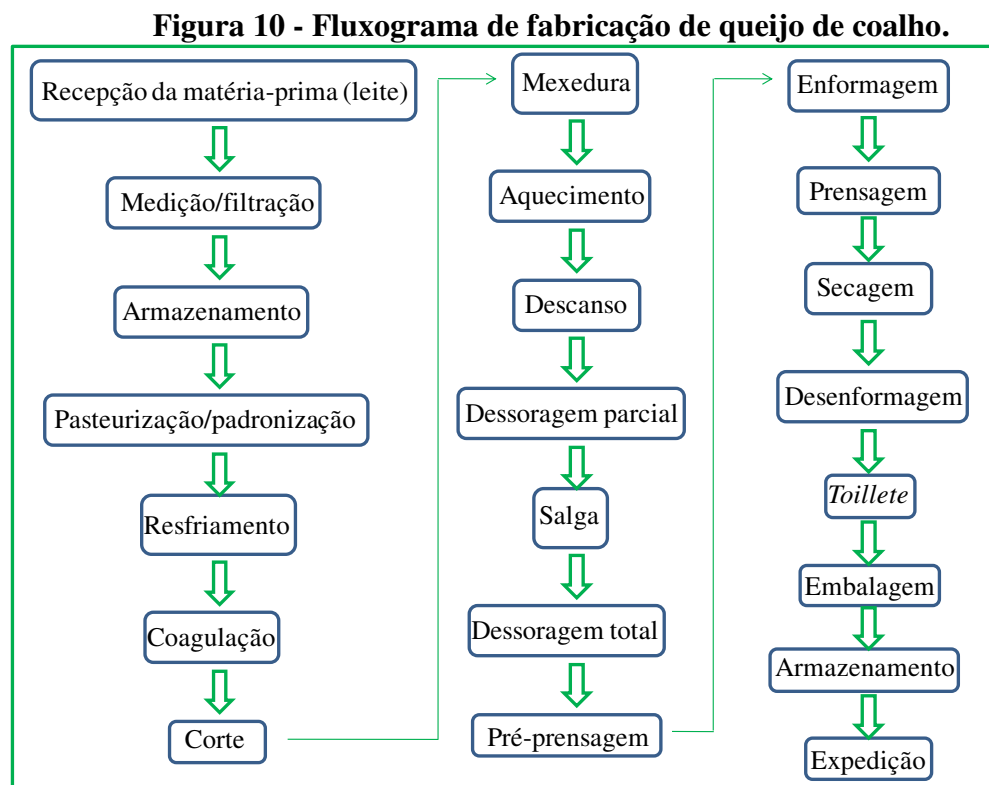 Figura 10 - Fluxograma de fabricação de queijo de coalho.
Recepção da matéria-prima (leite)
Medição/filtração
Armazenamento
Pasteurização/padronização
Resfriamento
Coagulação
Corte
Mexedura
Aquecimento
Descanso
Dessoragem parcial
Salga
Dessoragem total
Pré-prensagem
Enformagem
Prensagem
Secagem
Desenformagem
Toillete
Embalagem
Armazenamento
Expedição